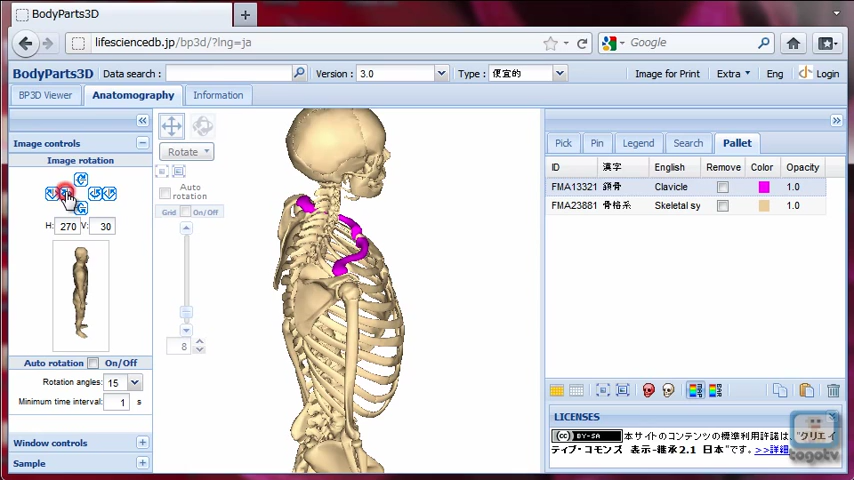 BodyParts3D
lifesciencedb.jp/bp3d/?lng=ja
Google
BodyParts3D Data search : Version : 3.0 Type : 便宜的 Image for Print Extra Eng Login
BP3D Viewer Anatomography Information
Image controls
Image rotation
H: 270 V: 30
Auto rotation On/Off
Rotation angles: 15
Minimum time interval: 1 s
Window controls
Sample
Rotate
Auto rotation
Grid On/Off
8
Pick Pin Legend Search Pallet
ID 漢字 English Remove Color Opacity
FMA13321 鎖骨 Clavicle 1.0
FMA23881 骨格系 Skeletal sy 1.0
LICENSES
cc BY-SA 本サイトのコンテンツの標準利用許諾は、"クリエイ
ティブ・コモンズ 表示-継承2.1 日本"です。 >>詳細
togotv